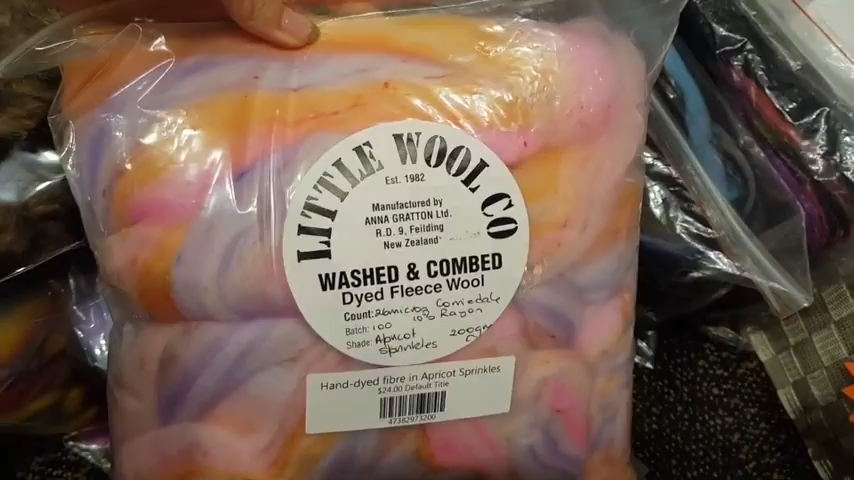 LITTLE WOOL CO
Est. 1982
Manufactured by
ANNA GRATTON Ltd.
R.D. 9, Feilding
New Zealand
WASHED & COMBED
Dyed Fleece Wool
Count: 26micron Corriedale
Batch: 100 10% Rayon
Shade: Apricot 200gm
Sprinkles
Hand-dyed fibre in Apricot Sprinkles
$24.00 Default Title
47382973200